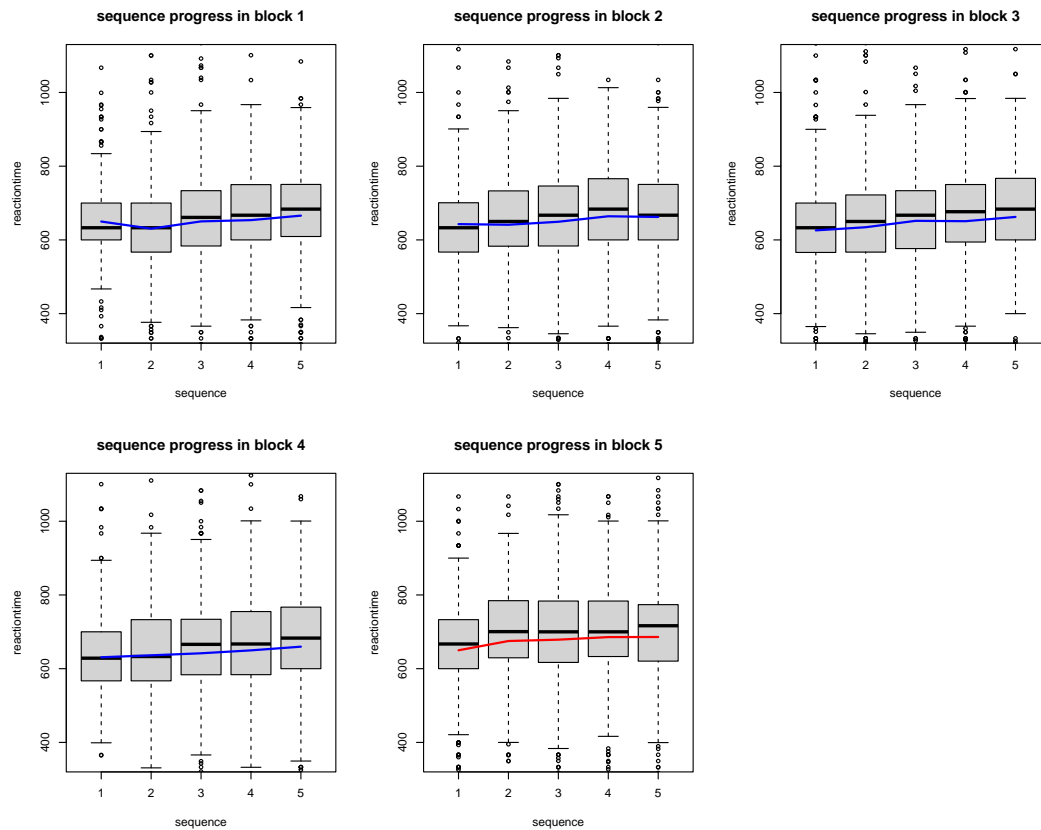 sequence progress in block 1
reactiontime
400 600 800 1000
1 2 3 4 5
sequence
sequence progress in block 2
reactiontime
400 600 800 1000
1 2 3 4 5
sequence
sequence progress in block 3
reactiontime
400 600 800 1000
1 2 3 4 5
sequence
sequence progress in block 4
reactiontime
400 600 800 1000
1 2 3 4 5
sequence
sequence progress in block 5
reactiontime
400 600 800 1000
1 2 3 4 5
sequence